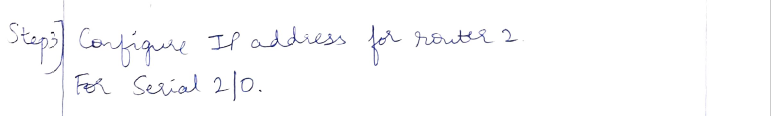 Step3] Configure IP address for router 2.
For Serial 2/0.